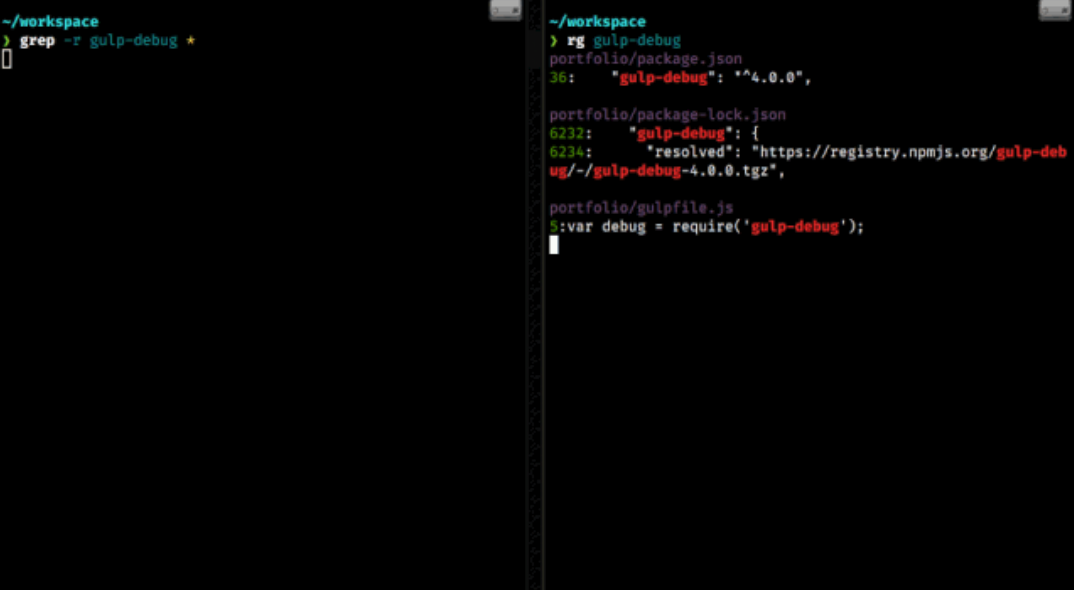 ~/workspace
❯ grep -r gulp-debug *
~/workspace
❯ rg gulp-debug
portfolio/package.json
36:    "gulp-debug": "^4.0.0",
portfolio/package-lock.json
6232:    "gulp-debug": {
6234:      "resolved": "https://registry.npmjs.org/gulp-deb
ug/-/gulp-debug-4.0.0.tgz",
portfolio/gulpfile.js
5:var debug = require('gulp-debug');